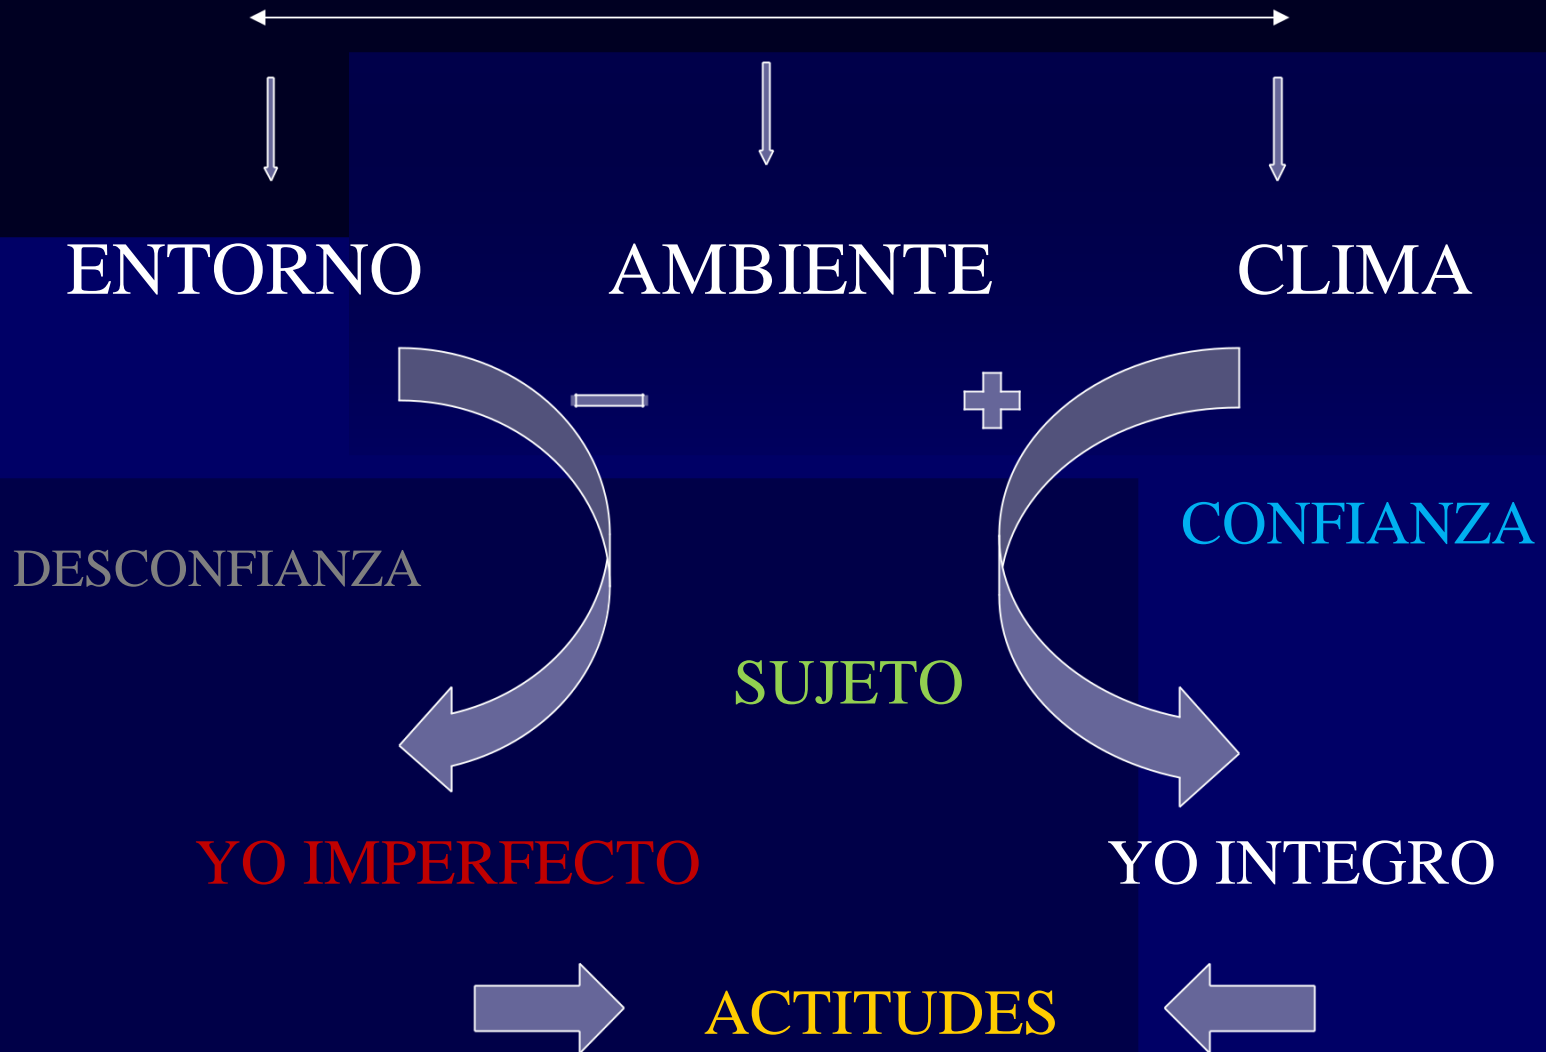 ENTORNO AMBIENTE CLIMA
CONFIANZA
DESCONFIANZA
SUJETO
YO IMPERFECTO YO INTEGRO
ACTITUDES